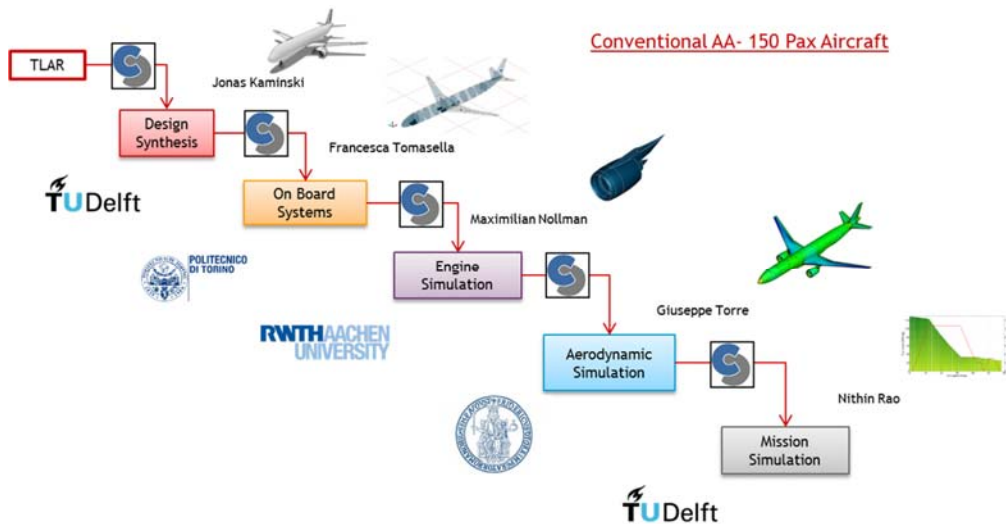 Conventional AA- 150 Pax Aircraft
TLAR
Jonas Kaminski
Design
Synthesis
Francesca Tomasella
TUDelft
On Board
Systems
Maximilian Nollman
POLITECNICO
DI TORINO
Engine
Simulation
Giuseppe Torre
RWTHAACHEN
UNIVERSITY
Aerodynamic
Simulation
Nithin Rao
Mission
Simulation
TUDelft